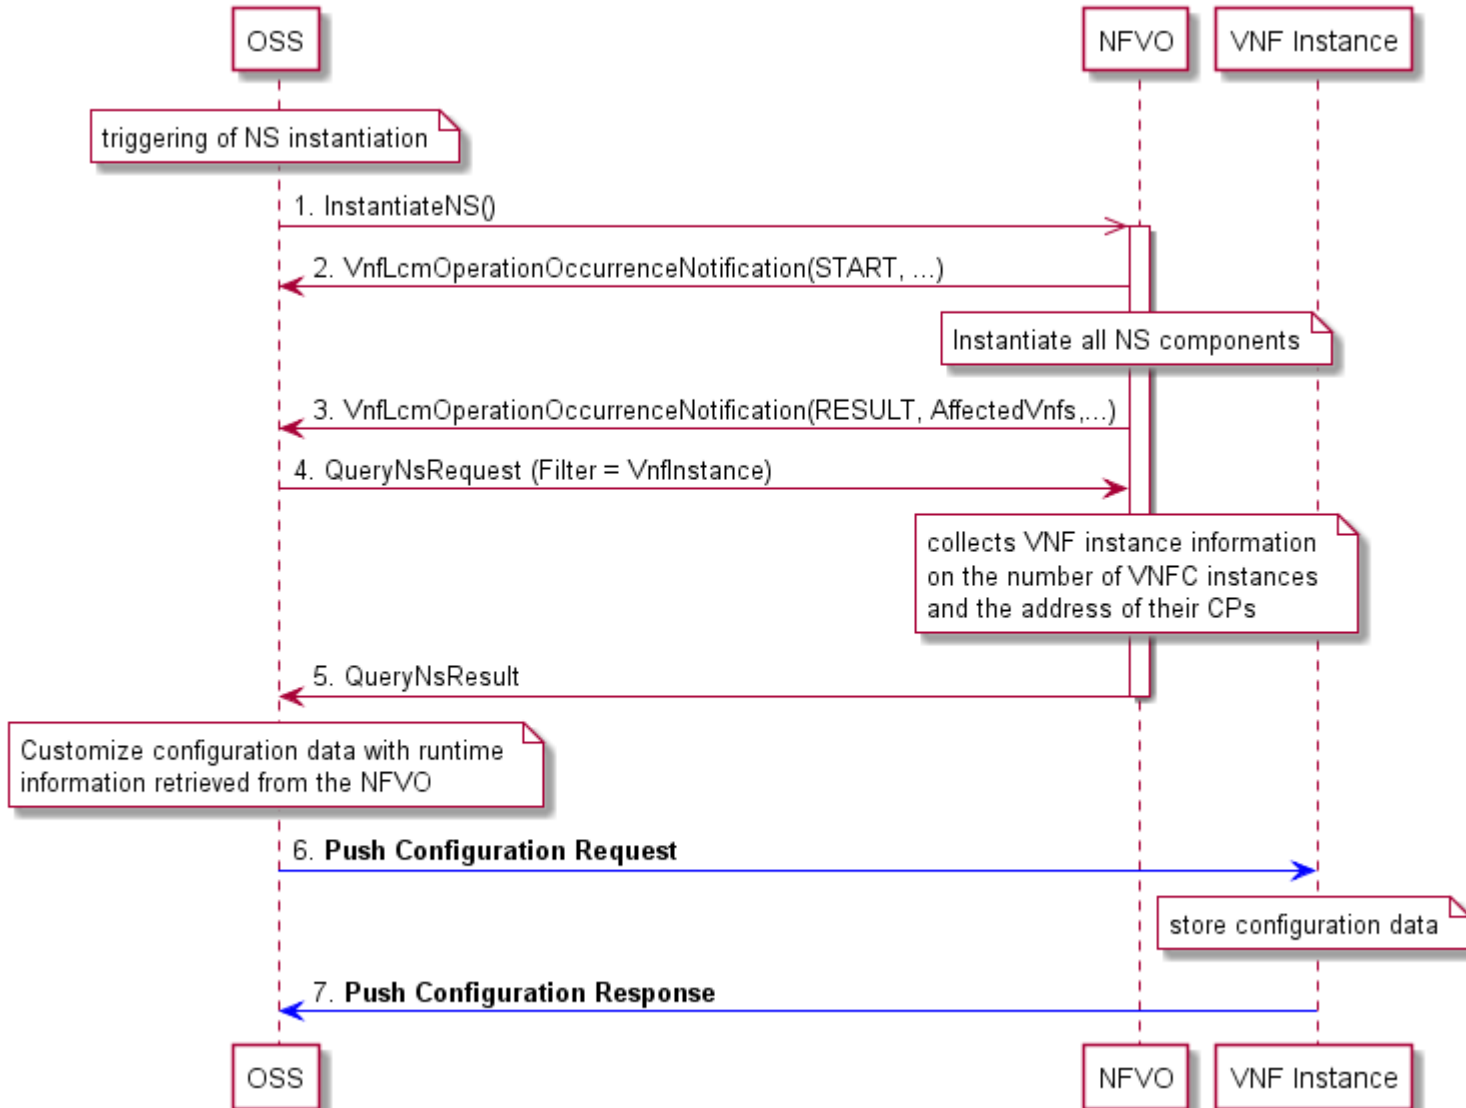 OSS
NFVO
VNF Instance
triggering of NS instantiation
1. InstantiateNS()
2. VnfLcmOperationOccurrenceNotification(START, ...)
Instantiate all NS components
3. VnfLcmOperationOccurrenceNotification(RESULT, AffectedVnfs,...)
4. QueryNsRequest (Filter = VnfInstance)
collects VNF instance information
on the number of VNFC instances
and the address of their CPs
5. QueryNsResult
Customize configuration data with runtime
information retrieved from the NFVO
6. Push Configuration Request
store configuration data
7. Push Configuration Response
OSS
NFVO
VNF Instance